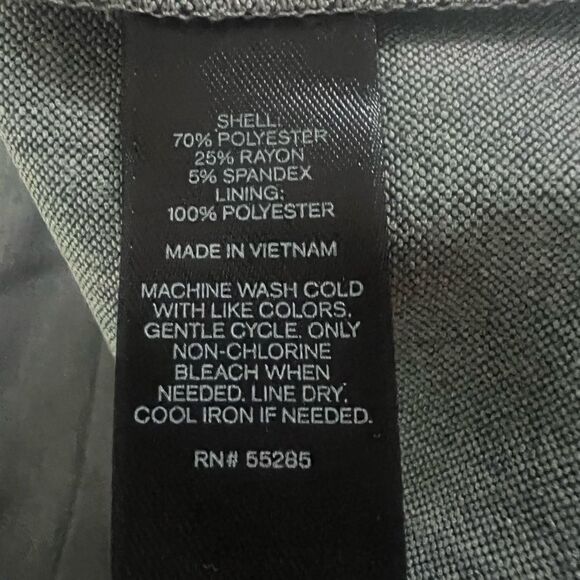 SHELL:
70% POLYESTER
25% RAYON
5% SPANDEX
LINING:
100% POLYESTER
MADE IN VIETNAM
MACHINE WASH COLD
WITH LIKE COLORS.
GENTLE CYCLE. ONLY
NON-CHLORINE
BLEACH WHEN
NEEDED. LINE DRY.
COOL IRON IF NEEDED.
RN# 55285